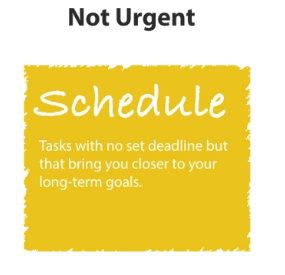 Not Urgent
Schedule
Tasks with no set deadline but
that bring you closer to your
long-term goals.